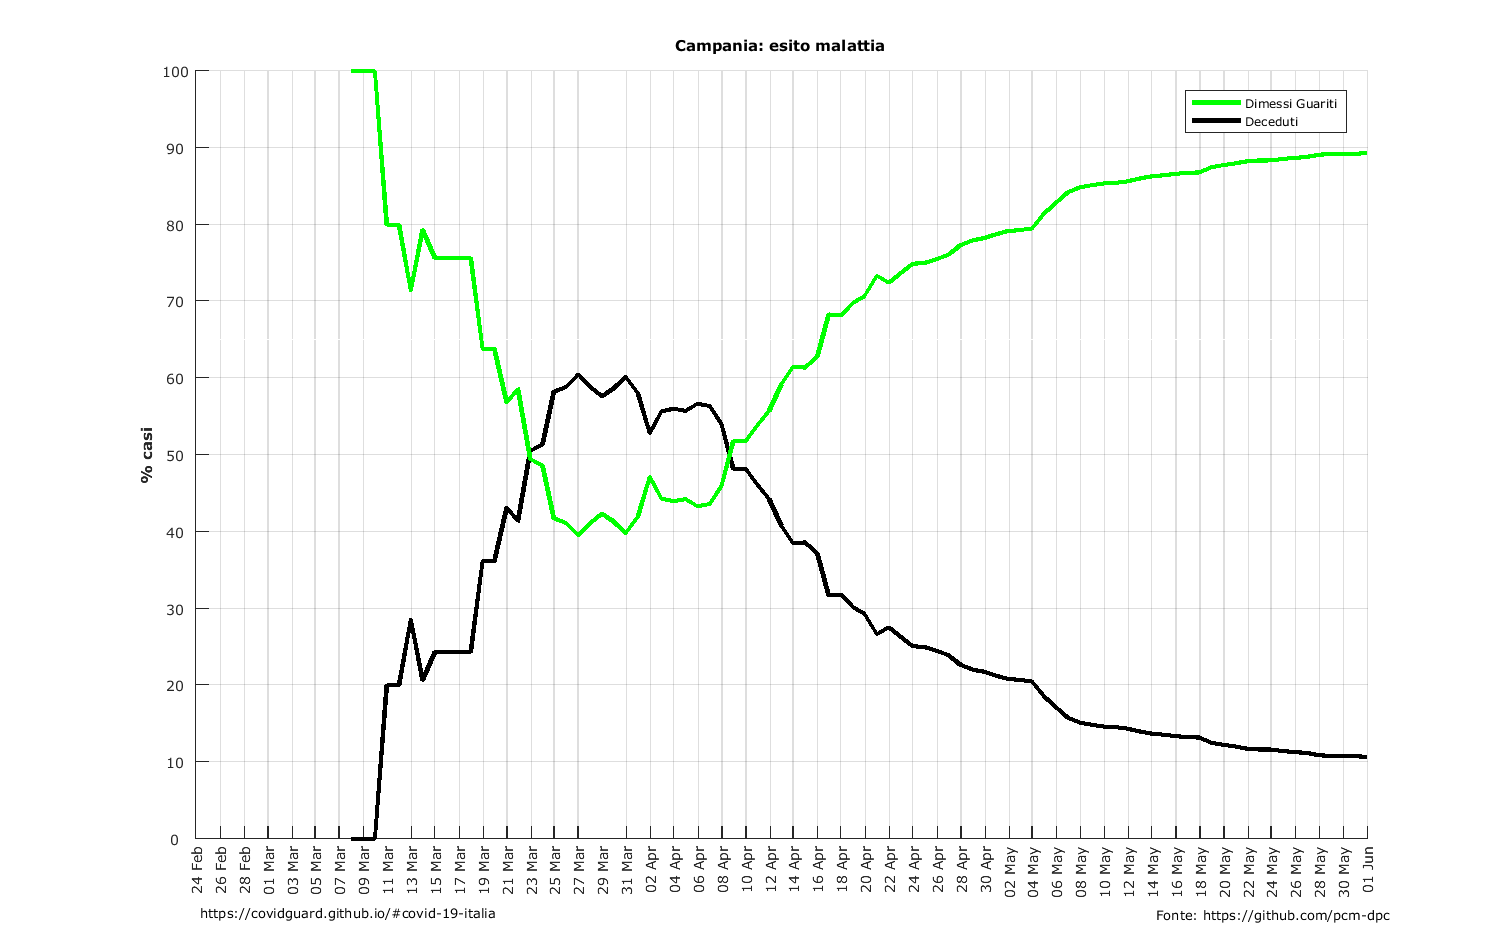 Campania: esito malattia
Dimessi Guariti
Deceduti
% casi
100
90
80
70
60
50
40
30
20
10
0
24 Feb
26 Feb
28 Feb
01 Mar
03 Mar
05 Mar
07 Mar
09 Mar
11 Mar
13 Mar
15 Mar
17 Mar
19 Mar
21 Mar
23 Mar
25 Mar
27 Mar
29 Mar
31 Mar
02 Apr
04 Apr
06 Apr
08 Apr
10 Apr
12 Apr
14 Apr
16 Apr
18 Apr
20 Apr
22 Apr
24 Apr
26 Apr
28 Apr
30 Apr
02 May
04 May
06 May
08 May
10 May
12 May
14 May
16 May
18 May
20 May
22 May
24 May
26 May
28 May
30 May
01 Jun
https://covidguard.github.io/#covid-19-italia
Fonte: https://github.com/pcm-dpc